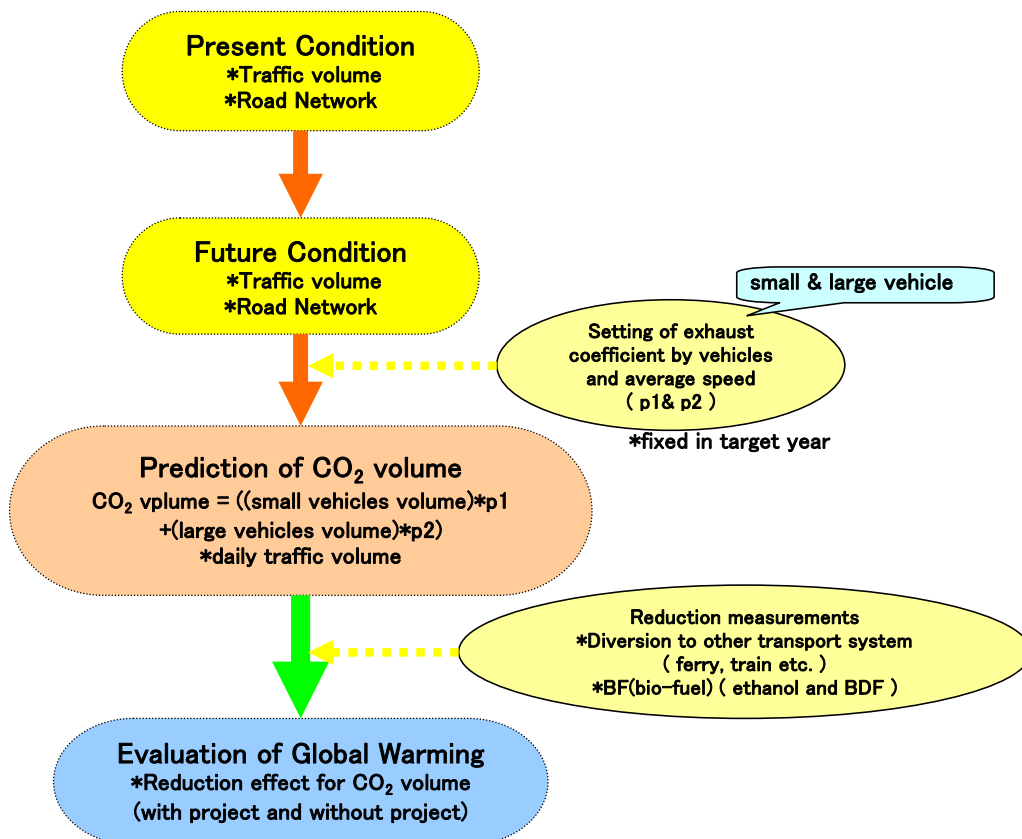 Present Condition
*Traffic volume
*Road Network
Future Condition
*Traffic volume
*Road Network
small & large vehicle
Setting of exhaust
coefficient by vehicles
and average speed
( p1& p2 )
*fixed in target year
Prediction of CO₂ volume
CO₂ vplume = ((small vehicles volume)*p1
+(large vehicles volume)*p2)
*daily traffic volume
Reduction measurements
*Diversion to other transport system
( ferry, train etc. )
*BF(bio-fuel) ( ethanol and BDF )
Evaluation of Global Warming
*Reduction effect for CO₂ volume
(with project and without project)